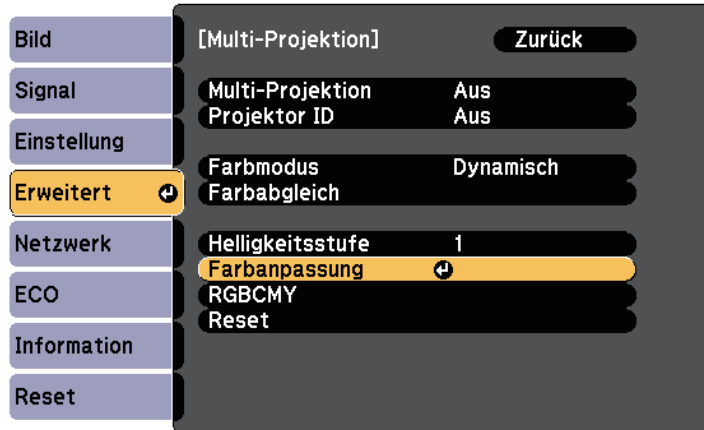 Bild
Signal
Einstellung
Erweitert
Netzwerk
ECO
Information
Reset
[Multi-Projektion] Zurück
Multi-Projektion Aus
Projektor ID Aus
Farbmodus Dynamisch
Farbabgleich
Helligkeitsstufe 1
Farbanpassung
RGBCMY
Reset